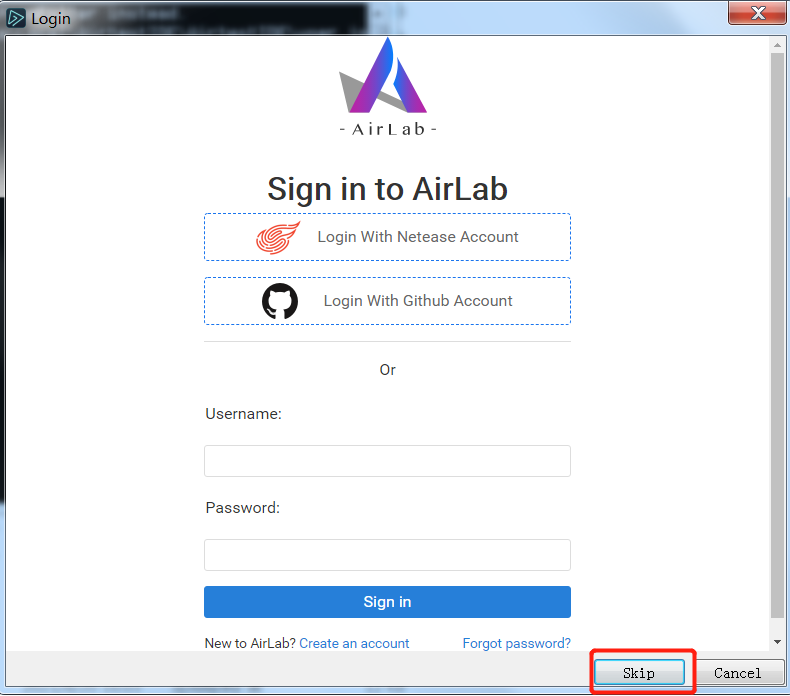 Login
- AirLab -
Sign in to AirLab
Login With Netease Account
Login With Github Account
Or
Username:
Password:
Sign in
New to AirLab? Create an account Forgot password?
Skip Cancel